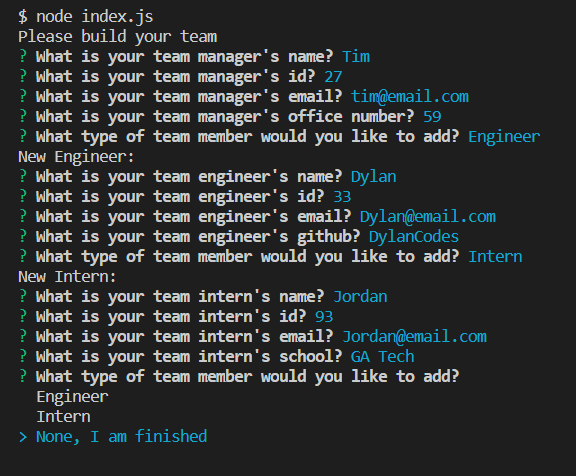 $ node index.js
Please build your team
? What is your team manager's name? Tim
? What is your team manager's id? 27
? What is your team manager's email? tim@email.com
? What is your team manager's office number? 59
? What type of team member would you like to add? Engineer
New Engineer:
? What is your team engineer's name? Dylan
? What is your team engineer's id? 33
? What is your team engineer's email? Dylan@email.com
? What is your team engineer's github? DylanCodes
? What type of team member would you like to add? Intern
New Intern:
? What is your team intern's name? Jordan
? What is your team intern's id? 93
? What is your team intern's email? Jordan@email.com
? What is your team intern's school? GA Tech
? What type of team member would you like to add?
  Engineer
  Intern
> None, I am finished